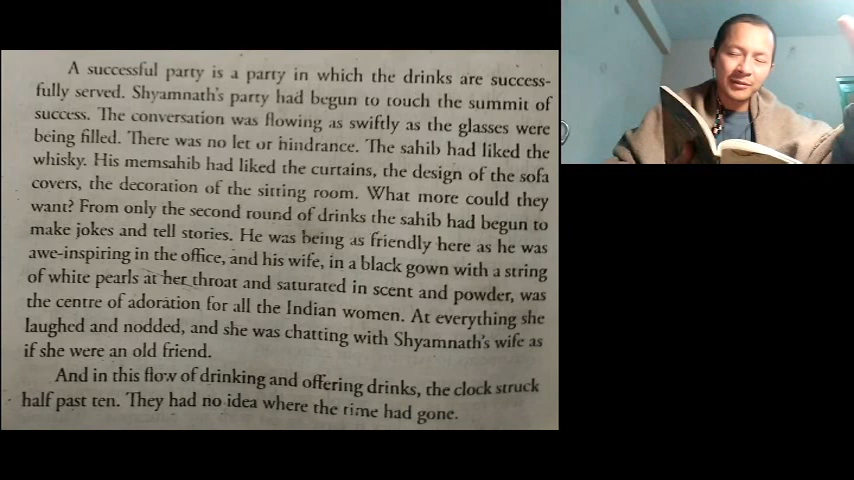 A successful party is a party in which the drinks are success-
fully served. Shyamnath's party had begun to touch the summit of
success. The conversation was flowing as swiftly as the glasses were
being filled. There was no let or hindrance. The sahib had liked the
whisky. His memsahib had liked the curtains, the design of the sofa
covers, the decoration of the sitting room. What more could they
want? From only the second round of drinks the sahib had begun to
make jokes and tell stories. He was being as friendly here as he was
awe-inspiring in the office, and his wife, in a black gown with a string
of white pearls at her throat and saturated in scent and powder, was
the centre of adoration for all the Indian women. At everything she
laughed and nodded, and she was chatting with Shyamnath's wife as
if she were an old friend.
And in this flow of drinking and offering drinks, the clock struck
half past ten. They had no idea where the time had gone.